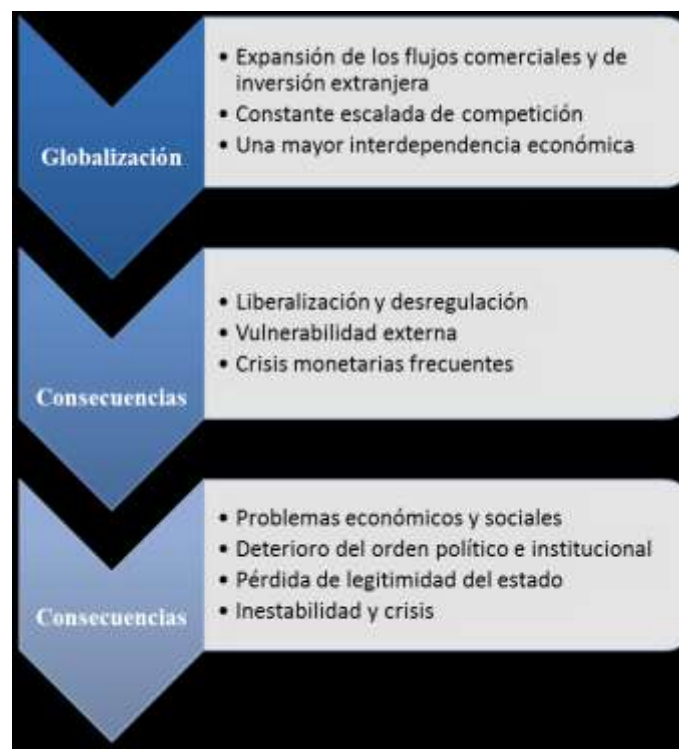 Globalización
• Expansión de los flujos comerciales y de
inversión extranjera
• Constante escalada de competición
• Una mayor interdependencia económica
Consecuencias
• Liberalización y desregulación
• Vulnerabilidad externa
• Crisis monetarias frecuentes
Consecuencias
• Problemas económicos y sociales
• Deterioro del orden político e institucional
• Pérdida de legitimidad del estado
• Inestabilidad y crisis